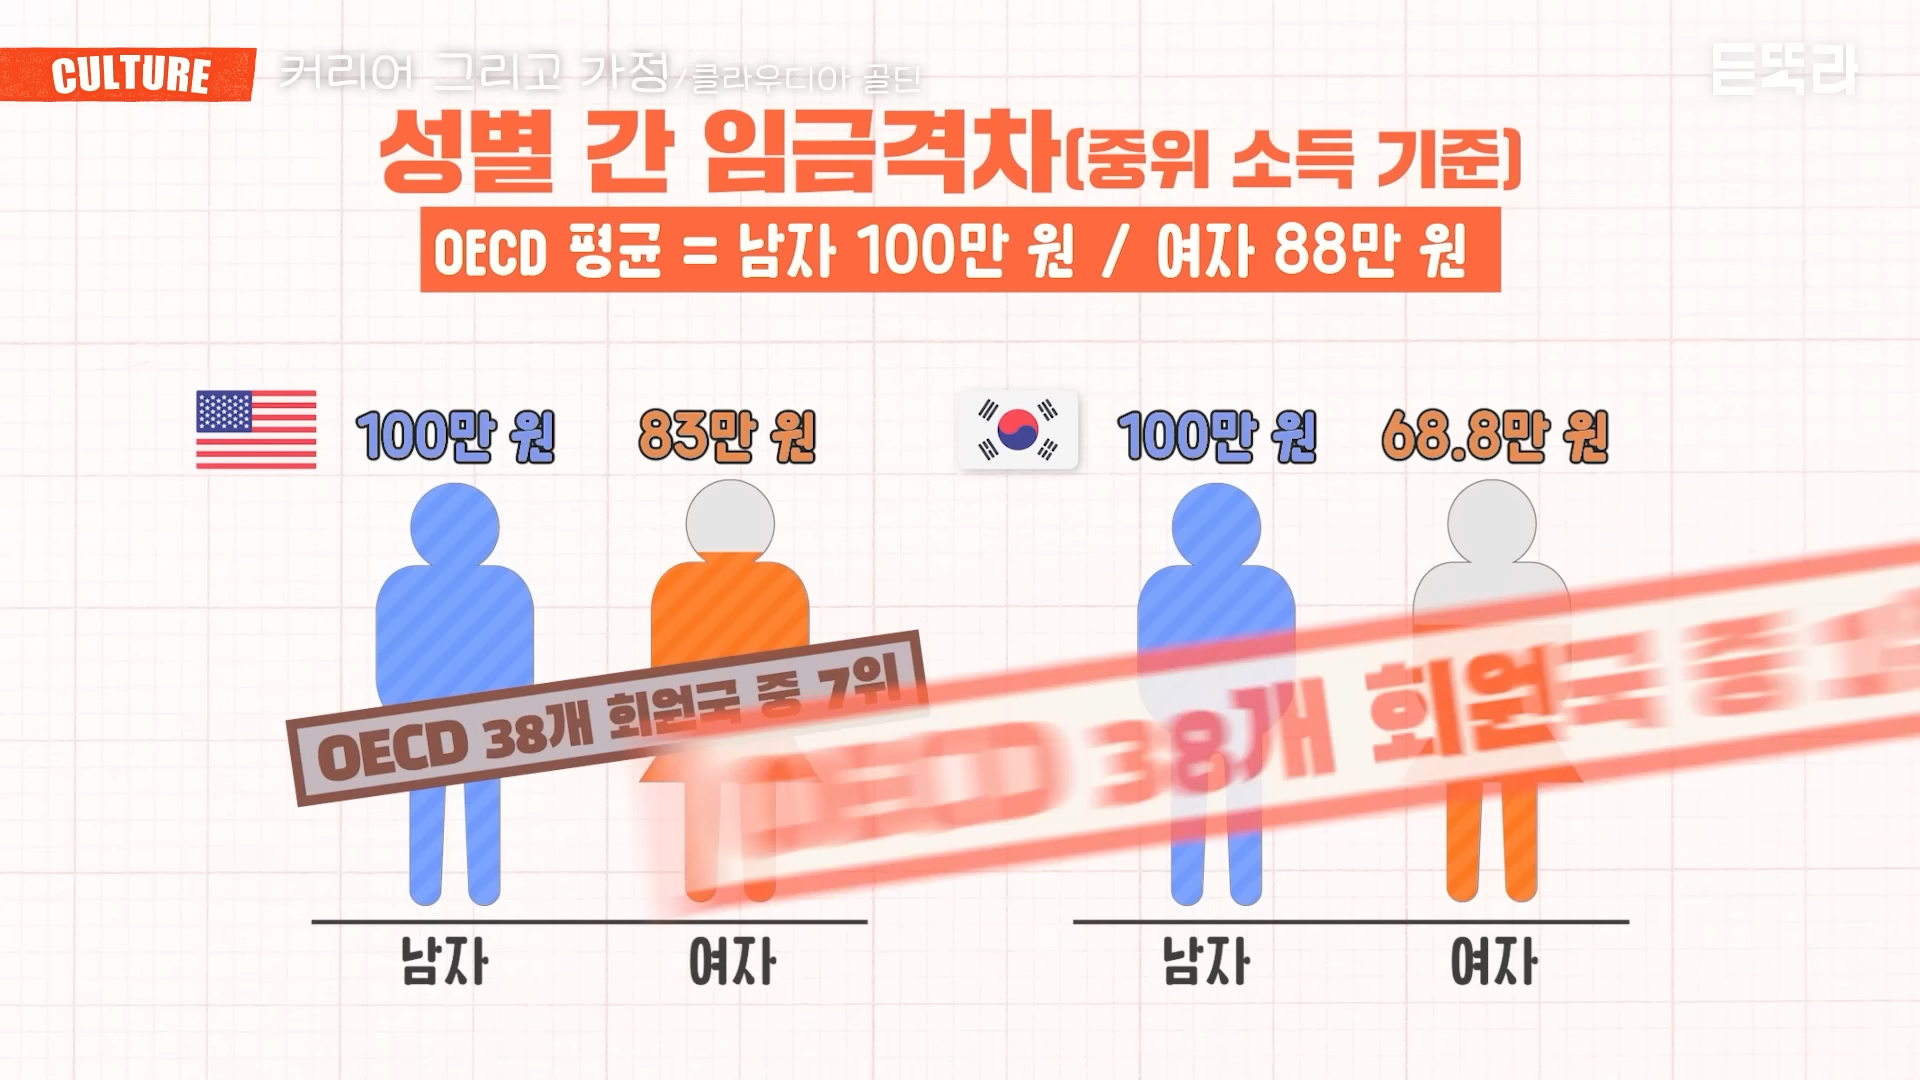 CULTURE 커리어 그리고 가정/클라우디아 골딘
듣똑라
성별 간 임금격차(중위 소득 기준)
OECD 평균 = 남자 100만 원 / 여자 88만 원
100만 원
83만 원
100만 원
68.8만 원
OECD 38개 회원국 중 7위
OECD 38개 회원국 중
남자
여자
남자
여자